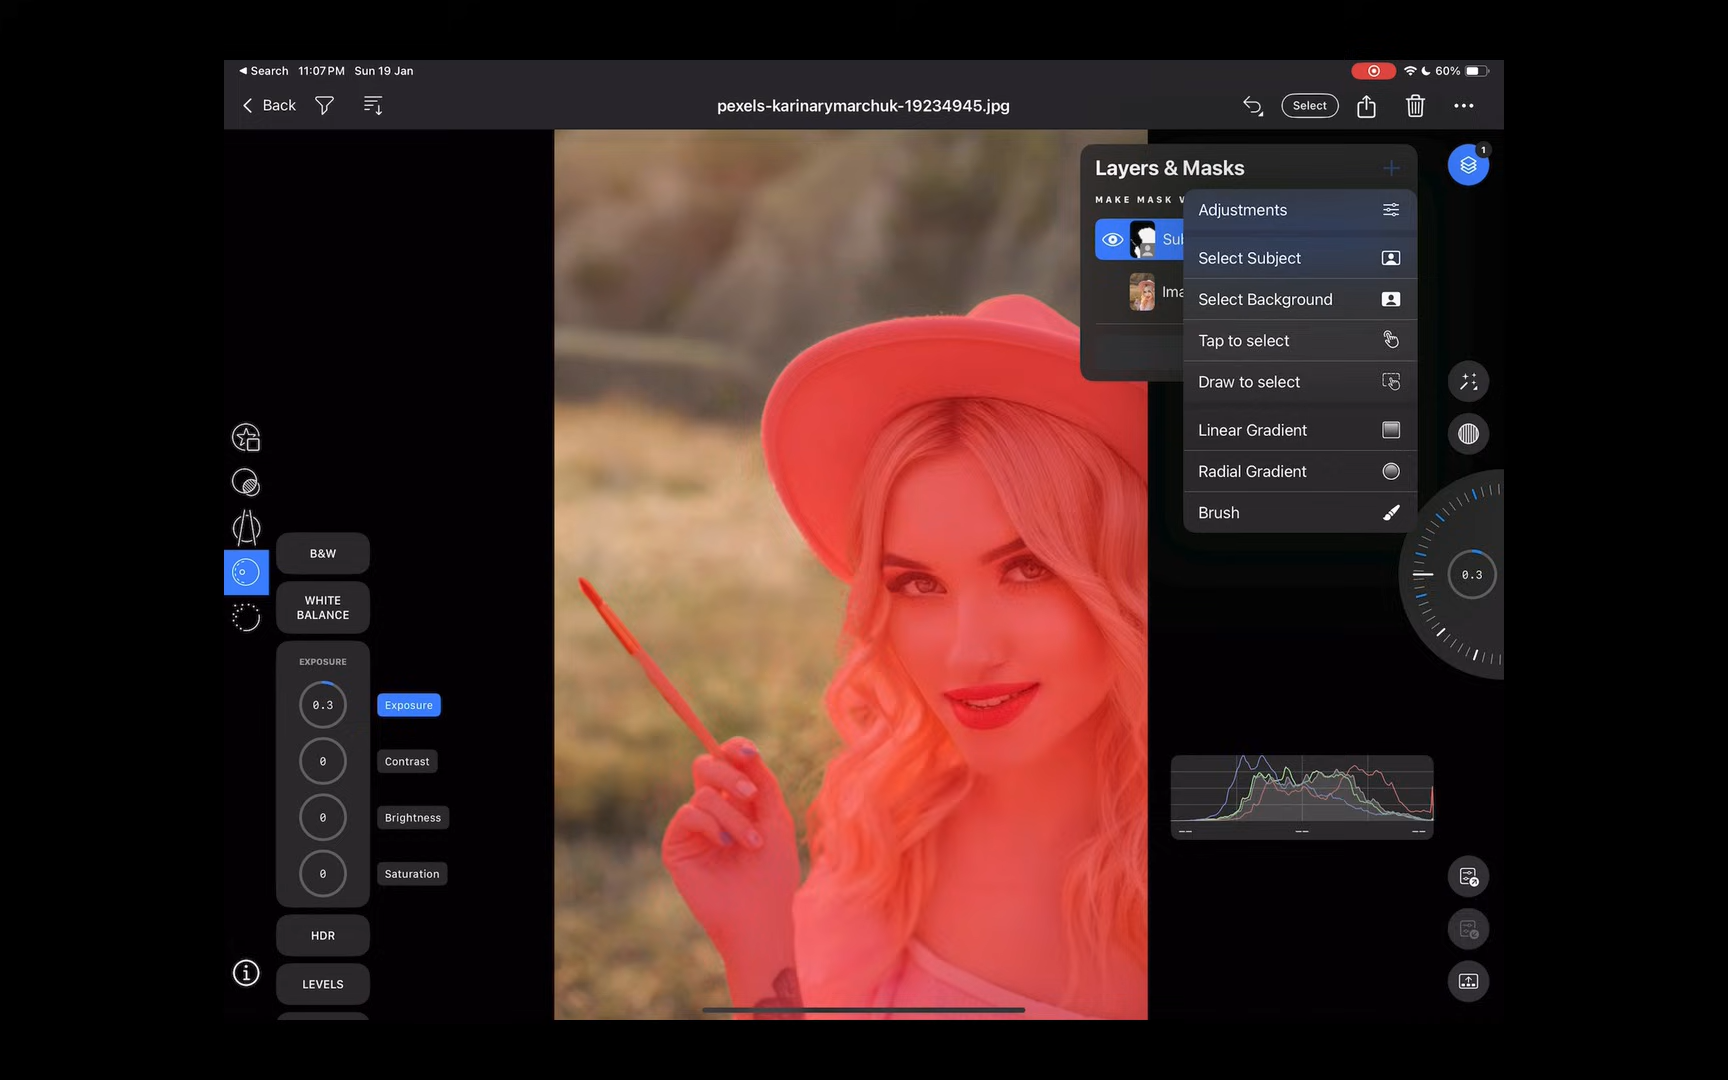 Search 11:07 PM Sun 19 Jan
60%
Back
pexels-karinarymarchuk-19234945.jpg
Select
1
Layers & Masks
MAKE MASK
Adjustments
Select Subject
Select Background
Tap to select
Draw to select
Linear Gradient
Radial Gradient
Brush
0.3
B&W
WHITE
BALANCE
EXPOSURE
0.3 Exposure
0 Contrast
0 Brightness
0 Saturation
HDR
LEVELS